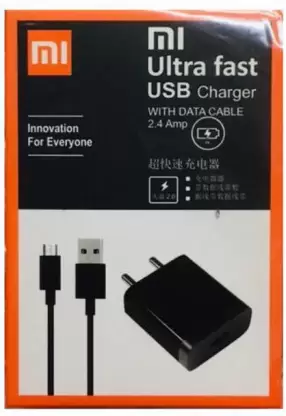 mi
mi
Ultra fast
USB Charger
WITH DATA CABLE
2.4 Amp
Innovation
For Everyone
超快速充电器